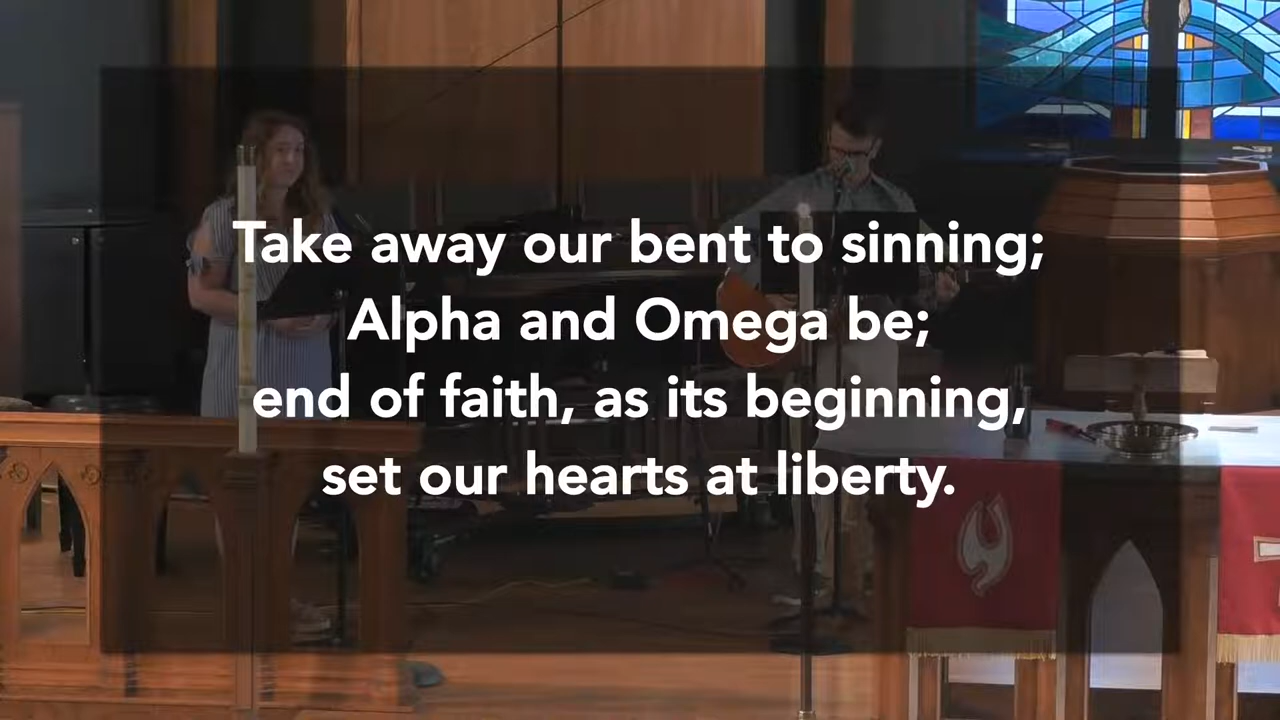 Take away our bent to sinning;
Alpha and Omega be;
end of faith, as its beginning,
set our hearts at liberty.